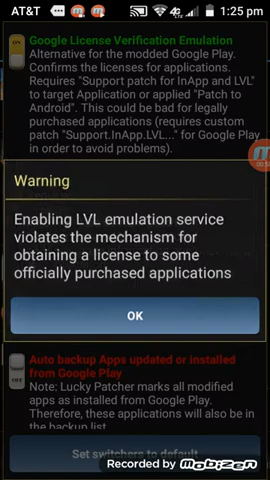 AT&T 1:25 pm
Google License Verification Emulation
Alternative for the modded Google Play.
Confirms the licenses for applications.
Requires "Support patch for InApp and LVL"
to target Application or applied "Patch to
Android". This could be bad for legally
purchased applications (requires custom
patch "Support.InApp.LVL..." for Google Play
in order to avoid problems).
Warning
Enabling LVL emulation service
violates the mechanism for
obtaining a license to some
officially purchased applications
OK
Auto backup Apps updated or installed
from Google Play
OFF
Note: Lucky Patcher marks all modified
apps as installed from Google Play.
Therefore, these applications will also be in
the backup list
Set switchers to default
Recorded by MOBIZEN